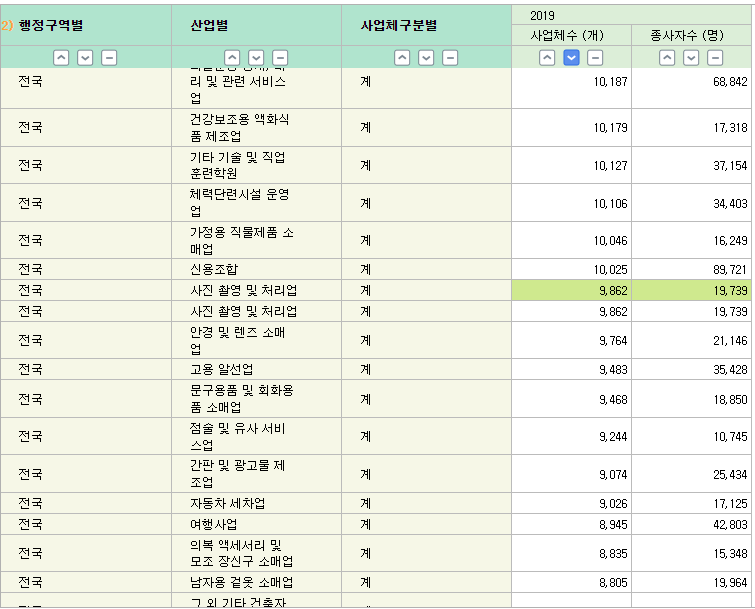 2) 행정구역별 산업별 사업체구분별 2019
사업체수 (개) 종사자수 (명)
전국 리 및 관련 서비스 계 10,187 68,842
업
전국 건강보조용 액화식 계 10,179 17,318
품 제조업
전국 기타 기술 및 직업 계 10,127 37,154
훈련학원
전국 체력단련시설 운영 계 10,106 34,403
업
전국 가정용 직물제품 소 계 10,046 16,249
매업
전국 신용조합 계 10,025 89,721
전국 사진 촬영 및 처리업 계 9,862 19,739
전국 사진 촬영 및 처리업 계 9,862 19,739
전국 안경 및 렌즈 소매 계 9,764 21,146
업
전국 고용 알선업 계 9,483 35,428
전국 문구용품 및 회화용 계 9,468 18,850
품 소매업
전국 점술 및 유사 서비 계 9,244 10,745
스업
전국 간판 및 광고물 제 계 9,074 25,434
조업
전국 자동차 세차업 계 9,026 17,125
전국 여행사업 계 8,945 42,803
전국 의복 액세서리 및 계 8,835 15,348
모조 장신구 소매업
전국 남자용 겉옷 소매업 계 8,805 19,964
그 외 기타 건축자